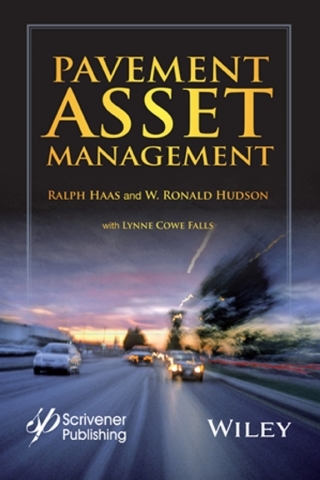 PAVEMENT
ASSET
MANAGEMENT
RALPH HAAS and W. RONALD HUDSON
with LYNNE COWE FALLS
Scrivener
Publishing
WILEY